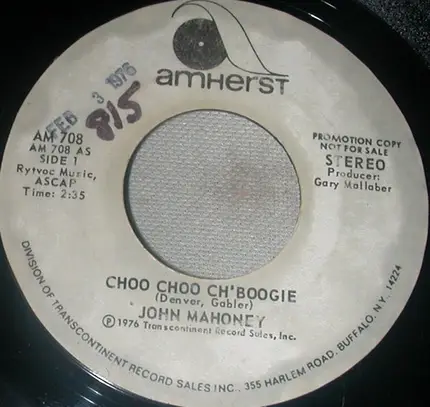 amHERST
FEB 3 1976
815
AM 708
AM 708 AS
SIDE 1
Rytvoc Music,
ASCAP
Time: 2:35
PROMOTION COPY
NOT FOR SALE
STEREO
Producer:
Gary Mallaber
CHOO CHOO CH'BOOGIE
(Denver, Gabler)
JOHN MAHONEY
℗ 1976 Transcontinent Record Sales, Inc.
DIVISION OF TRANSCONTINENT RECORD SALES INC., 355 HARLEM ROAD, BUFFALO, N.Y. 14224